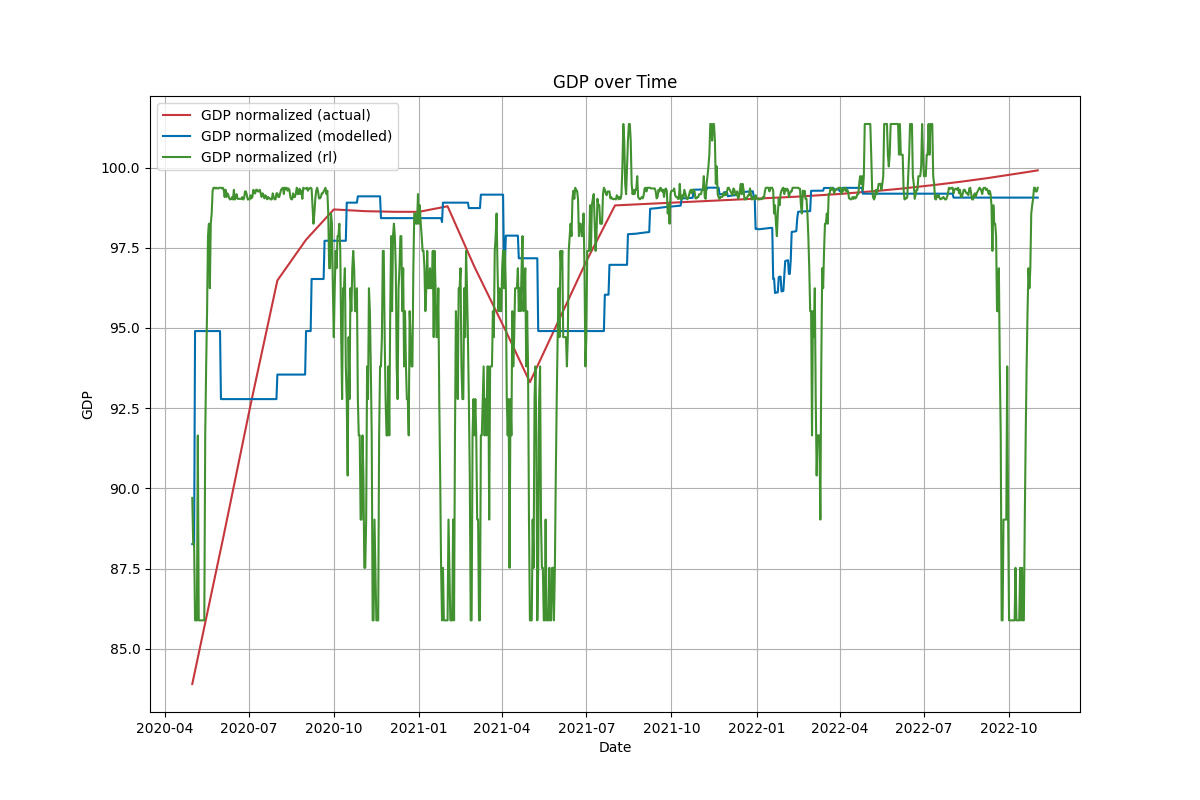 GDP over Time
GDP normalized (actual)
GDP normalized (modelled)
GDP normalized (rl)
100.0
97.5
95.0
92.5
90.0
87.5
85.0
GDP
2020-04 2020-07 2020-10 2021-01 2021-04 2021-07 2021-10 2022-01 2022-04 2022-07 2022-10
Date